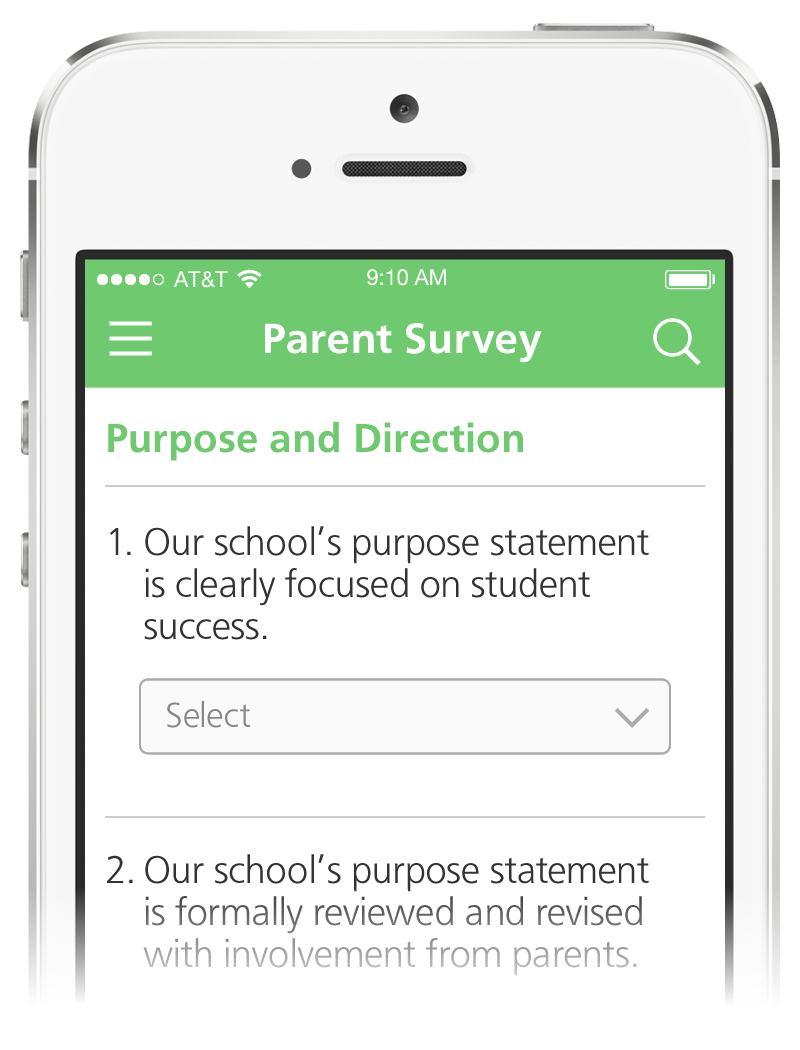 AT&T 9:10 AM
Parent Survey
Purpose and Direction
1. Our school’s purpose statement
is clearly focused on student
success.
Select
2. Our school’s purpose statement
is formally reviewed and revised
with involvement from parents.